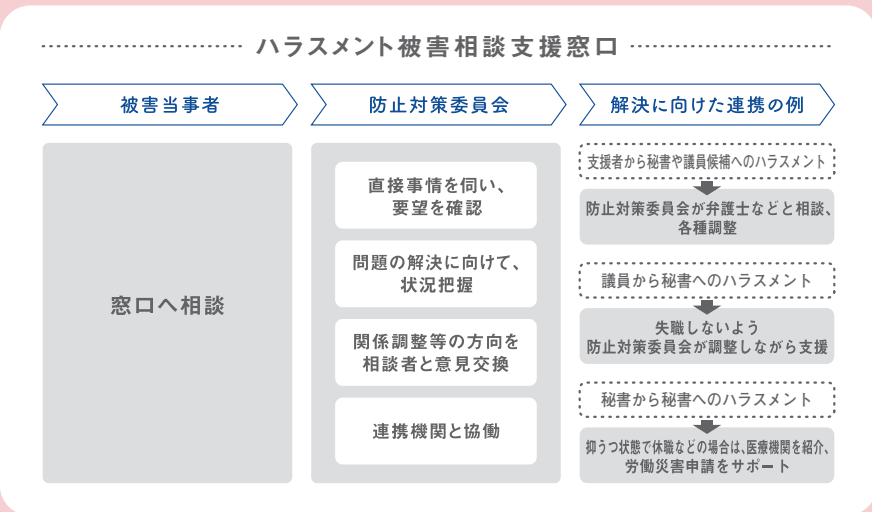 ハラスメント被害相談支援窓口
被害当事者
窓口へ相談
防止対策委員会
直接事情を伺い、
要望を確認
問題の解決に向けて、
状況把握
関係調整等の方向を
相談者と意見交換
連携機関と協働
解決に向けた連携の例
支援者から秘書や議員候補へのハラスメント
防止対策委員会が弁護士などと相談、
各種調整
議員から秘書へのハラスメント
失職しないよう
防止対策委員会が調整しながら支援
秘書から秘書へのハラスメント
抑うつ状態で休職などの場合は、医療機関を紹介、
労働災害申請をサポート